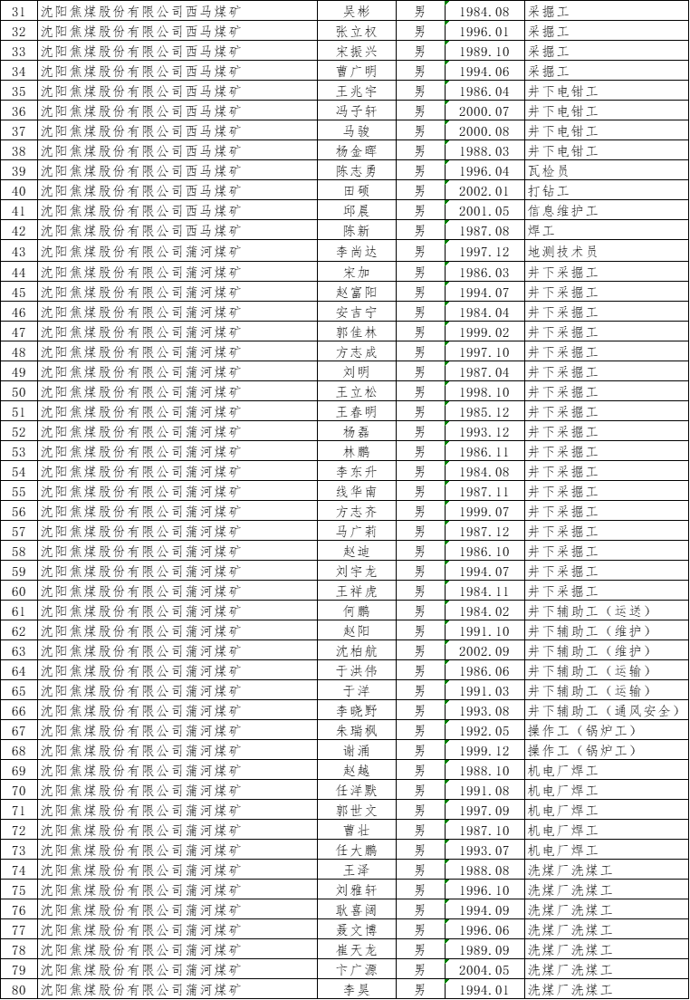 31 沈阳焦煤股份有限公司西马煤矿 吴彬 男 1984.08 采掘工
32 沈阳焦煤股份有限公司西马煤矿 张立权 男 1996.01 采掘工
33 沈阳焦煤股份有限公司西马煤矿 宋振兴 男 1989.10 采掘工
34 沈阳焦煤股份有限公司西马煤矿 曹广明 男 1994.06 采掘工
35 沈阳焦煤股份有限公司西马煤矿 王兆宇 男 1986.04 井下电钳工
36 沈阳焦煤股份有限公司西马煤矿 冯子轩 男 2000.07 井下电钳工
37 沈阳焦煤股份有限公司西马煤矿 马骏 男 2000.08 井下电钳工
38 沈阳焦煤股份有限公司西马煤矿 杨金晖 男 1988.03 井下电钳工
39 沈阳焦煤股份有限公司西马煤矿 陈志勇 男 1996.04 瓦检员
40 沈阳焦煤股份有限公司西马煤矿 田硕 男 2002.01 打钻工
41 沈阳焦煤股份有限公司西马煤矿 邱晨 男 2001.05 信息维护工
42 沈阳焦煤股份有限公司西马煤矿 陈新 男 1987.08 焊工
43 沈阳焦煤股份有限公司蒲河煤矿 李尚达 男 1997.12 地测技术员
44 沈阳焦煤股份有限公司蒲河煤矿 宋加 男 1986.03 井下采掘工
45 沈阳焦煤股份有限公司蒲河煤矿 赵富阳 男 1994.07 井下采掘工
46 沈阳焦煤股份有限公司蒲河煤矿 安吉宁 男 1984.04 井下采掘工
47 沈阳焦煤股份有限公司蒲河煤矿 郭佳林 男 1999.02 井下采掘工
48 沈阳焦煤股份有限公司蒲河煤矿 方志成 男 1997.10 井下采掘工
49 沈阳焦煤股份有限公司蒲河煤矿 刘明 男 1987.04 井下采掘工
50 沈阳焦煤股份有限公司蒲河煤矿 王立松 男 1998.10 井下采掘工
51 沈阳焦煤股份有限公司蒲河煤矿 王春明 男 1985.12 井下采掘工
52 沈阳焦煤股份有限公司蒲河煤矿 杨磊 男 1993.12 井下采掘工
53 沈阳焦煤股份有限公司蒲河煤矿 林鹏 男 1986.11 井下采掘工
54 沈阳焦煤股份有限公司蒲河煤矿 李东升 男 1984.08 井下采掘工
55 沈阳焦煤股份有限公司蒲河煤矿 线华南 男 1987.11 井下采掘工
56 沈阳焦煤股份有限公司蒲河煤矿 方志齐 男 1999.07 井下采掘工
57 沈阳焦煤股份有限公司蒲河煤矿 马广莉 男 1987.12 井下采掘工
58 沈阳焦煤股份有限公司蒲河煤矿 赵迪 男 1986.10 井下采掘工
59 沈阳焦煤股份有限公司蒲河煤矿 刘宇龙 男 1994.07 井下采掘工
60 沈阳焦煤股份有限公司蒲河煤矿 王祥虎 男 1984.11 井下采掘工
61 沈阳焦煤股份有限公司蒲河煤矿 何鹏 男 1984.02 井下辅助工（运送）
62 沈阳焦煤股份有限公司蒲河煤矿 赵阳 男 1991.10 井下辅助工（维护）
63 沈阳焦煤股份有限公司蒲河煤矿 沈柏航 男 2002.09 井下辅助工（维护）
64 沈阳焦煤股份有限公司蒲河煤矿 于洪伟 男 1986.06 井下辅助工（运输）
65 沈阳焦煤股份有限公司蒲河煤矿 于洋 男 1991.03 井下辅助工（运输）
66 沈阳焦煤股份有限公司蒲河煤矿 李晓野 男 1993.08 井下辅助工（通风安全）
67 沈阳焦煤股份有限公司蒲河煤矿 朱瑞枫 男 1992.05 操作工（锅炉工）
68 沈阳焦煤股份有限公司蒲河煤矿 谢涌 男 1999.12 操作工（锅炉工）
69 沈阳焦煤股份有限公司蒲河煤矿 赵越 男 1988.10 机电厂焊工
70 沈阳焦煤股份有限公司蒲河煤矿 任洋默 男 1991.08 机电厂焊工
71 沈阳焦煤股份有限公司蒲河煤矿 郭世文 男 1997.09 机电厂焊工
72 沈阳焦煤股份有限公司蒲河煤矿 曹壮 男 1987.10 机电厂焊工
73 沈阳焦煤股份有限公司蒲河煤矿 任大鹏 男 1993.07 机电厂焊工
74 沈阳焦煤股份有限公司蒲河煤矿 王泽 男 1988.08 洗煤厂洗煤工
75 沈阳焦煤股份有限公司蒲河煤矿 刘雅轩 男 1996.10 洗煤厂洗煤工
76 沈阳焦煤股份有限公司蒲河煤矿 耿喜阔 男 1994.09 洗煤厂洗煤工
77 沈阳焦煤股份有限公司蒲河煤矿 聂文博 男 1996.06 洗煤厂洗煤工
78 沈阳焦煤股份有限公司蒲河煤矿 崔天龙 男 1989.09 洗煤厂洗煤工
79 沈阳焦煤股份有限公司蒲河煤矿 卞广源 男 2004.05 洗煤厂洗煤工
80 沈阳焦煤股份有限公司蒲河煤矿 李昊 男 1994.01 洗煤厂洗煤工